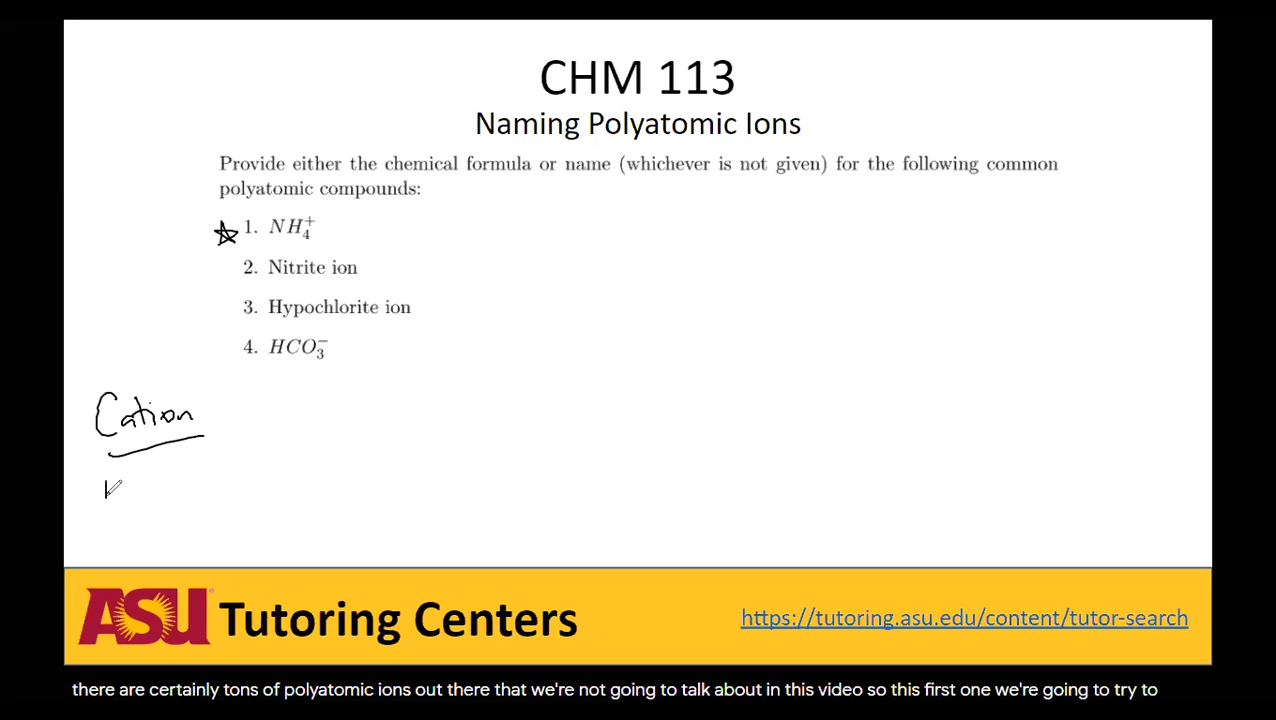 CHM 113
Naming Polyatomic Ions
Provide either the chemical formula or name (whichever is not given) for the following common
polyatomic compounds:
1. NH₄⁺
2. Nitrite ion
3. Hypochlorite ion
4. HCO₃⁻
Cation
ASU Tutoring Centers
https://tutoring.asu.edu/content/tutor-search
there are certainly tons of polyatomic ions out there that we're not going to talk about in this video so this first one we're going to try to